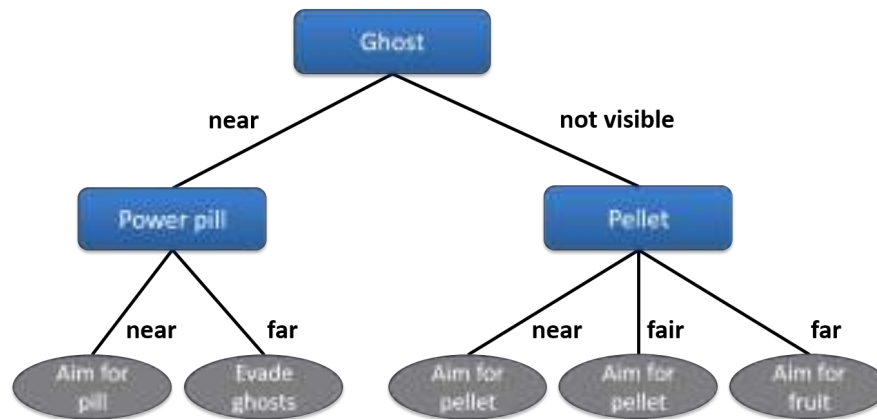 Ghost
near
not visible
Power pill
Pellet
near
far
near
fair
far
Aim for
pill
Evade
ghosts
Aim for
pellet
Aim for
pellet
Aim for
fruit